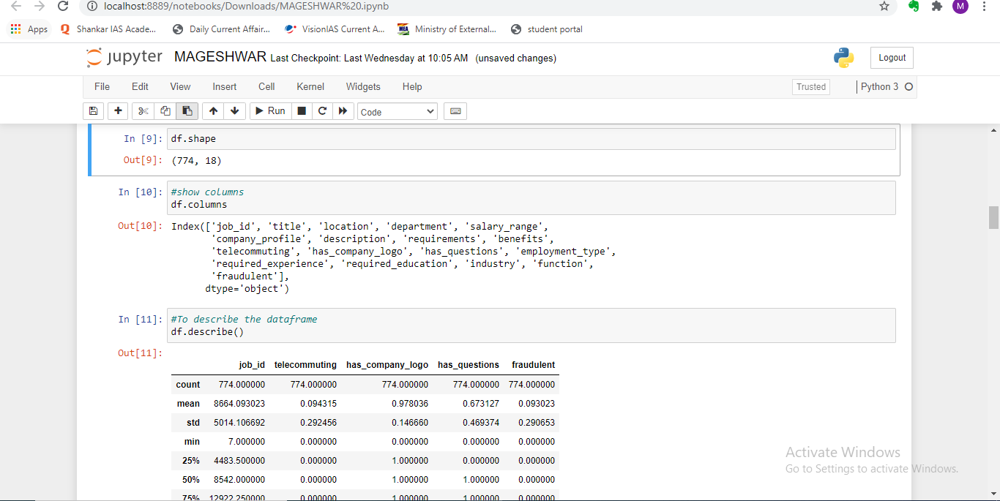 localhost:8889/notebooks/Downloads/MAGESHWAR%20.ipynb
M
Apps Shankar IAS Acade... Daily Current Affair... VisionIAS Current A... MEA Ministry of External... student portal
jupyter MAGESHWAR Last Checkpoint: Last Wednesday at 10:05 AM (unsaved changes) Logout
File Edit View Insert Cell Kernel Widgets Help Trusted Python 3
Run Code
In [9]: df.shape
Out[9]: (774, 18)
In [10]: #show columns
df.columns
Out[10]: Index(['job_id', 'title', 'location', 'department', 'salary_range',
'company_profile', 'description', 'requirements', 'benefits',
'telecommuting', 'has_company_logo', 'has_questions', 'employment_type',
'required_experience', 'required_education', 'industry', 'function',
'fraudulent'],
dtype='object')
In [11]: #To describe the dataframe
df.describe()
Out[11]:
job_id telecommuting has_company_logo has_questions fraudulent
count 774.000000 774.000000 774.000000 774.000000 774.000000
mean 8664.093023 0.094315 0.978036 0.673127 0.093023
std 5014.106692 0.292456 0.146660 0.469374 0.290653
min 7.000000 0.000000 0.000000 0.000000 0.000000
25% 4483.500000 0.000000 1.000000 0.000000 0.000000
50% 8542.000000 0.000000 1.000000 1.000000 0.000000
75% 12922.250000 0.000000 1.000000 1.000000 0.000000
Activate Windows
Go to Settings to activate Windows.